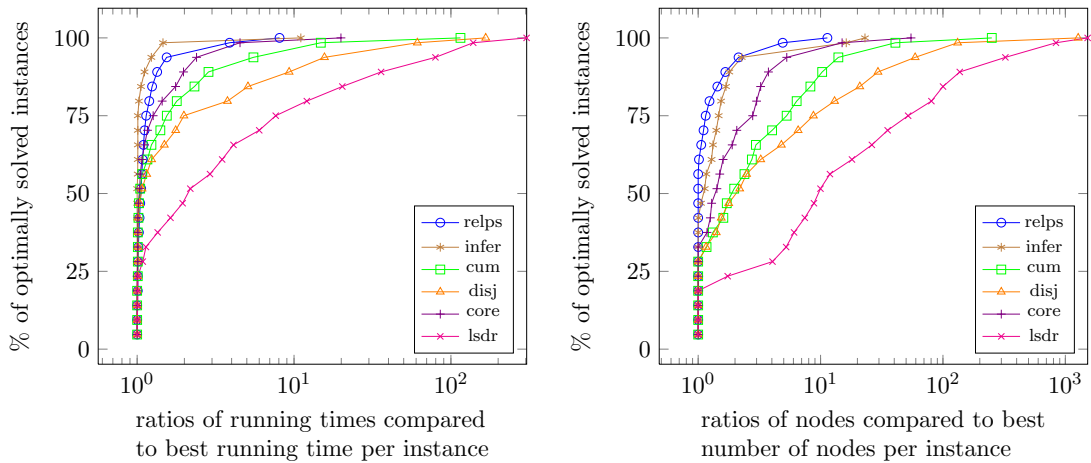 % of optimally solved instances
100
75
50
25
0
relps
infer
cum
disj
core
lsdr
10^0
10^1
10^2
ratios of running times compared
to best running time per instance
% of optimally solved instances
100
75
50
25
0
relps
infer
cum
disj
core
lsdr
10^0
10^1
10^2
10^3
ratios of nodes compared to best
number of nodes per instance